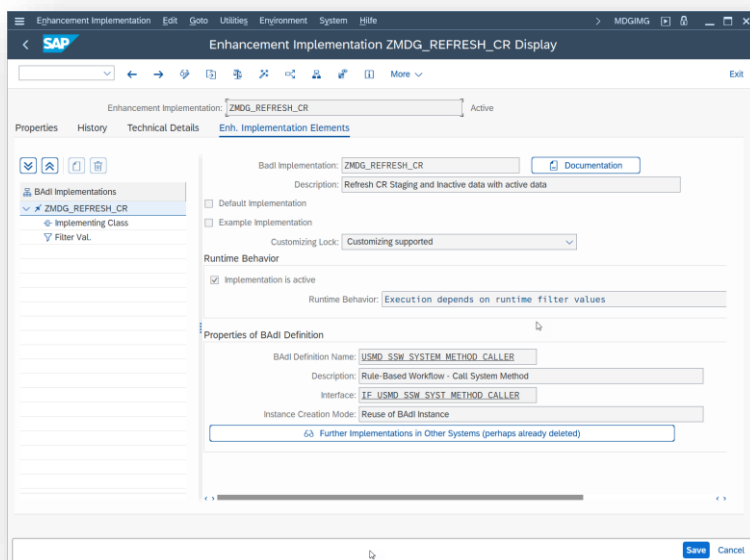 Enhancement Implementation Edit Goto Utilities Environment System Hilfe MDGIMG
SAP Enhancement Implementation ZMDG_REFRESH_CR Display
More Exit
Enhancement Implementation: ZMDG_REFRESH_CR Active
Properties History Technical Details Enh. Implementation Elements
BAdI Implementations
ZMDG_REFRESH_CR
Implementing Class
Filter Val.
BadI Implementation: ZMDG_REFRESH_CR Documentation
Description: Refresh CR Staging and Inactive data with active data
Default Implementation
Example Implementation
Customizing Lock: Customizing supported
Runtime Behavior
Implementation is active
Runtime Behavior: Execution depends on runtime filter values
Properties of BAdI Definition
BAdI Definition Name: USMD_SSW_SYSTEM_METHOD_CALLER
Description: Rule-Based Workflow - Call System Method
Interface: IF_USMD_SSW_SYST_METHOD_CALLER
Instance Creation Mode: Reuse of BAdI Instance
Further Implementations in Other Systems (perhaps already deleted)
Save Cancel